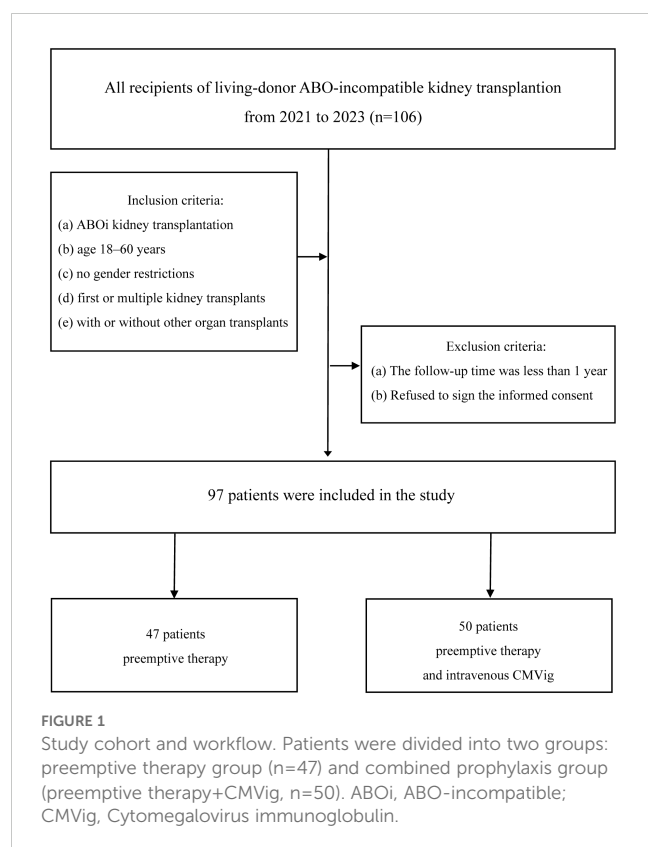 All recipients of living-donor ABO-incompatible kidney transplantion
from 2021 to 2023 (n=106)
Inclusion criteria:
(a) ABOi kidney transplantation
(b) age 18–60 years
(c) no gender restrictions
(d) first or multiple kidney transplants
(e) with or without other organ transplants
Exclusion criteria:
(a) The follow-up time was less than 1 year
(b) Refused to sign the informed consent
97 patients were included in the study
47 patients
preemptive therapy
50 patients
preemptive therapy
and intravenous CMVig
FIGURE 1
Study cohort and workflow. Patients were divided into two groups:
preemptive therapy group (n=47) and combined prophylaxis group
(preemptive therapy+CMVig, n=50). ABOi, ABO-incompatible;
CMVig, Cytomegalovirus immunoglobulin.